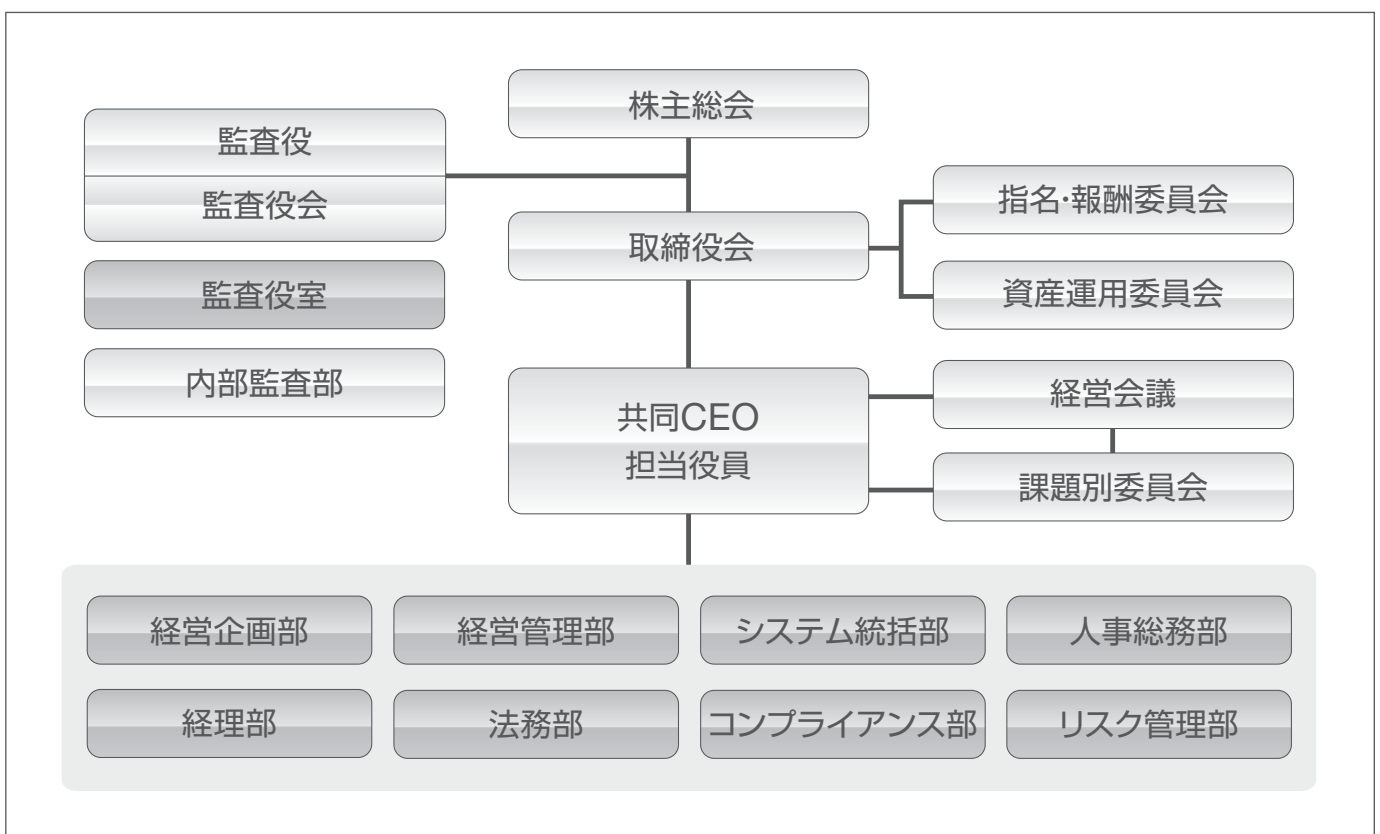 株主総会
監査役
監査役会
監査役室
内部監査部
取締役会
指名・報酬委員会
資産運用委員会
共同CEO
担当役員
経営会議
課題別委員会
経営企画部
経営管理部
システム統括部
人事総務部
経理部
法務部
コンプライアンス部
リスク管理部